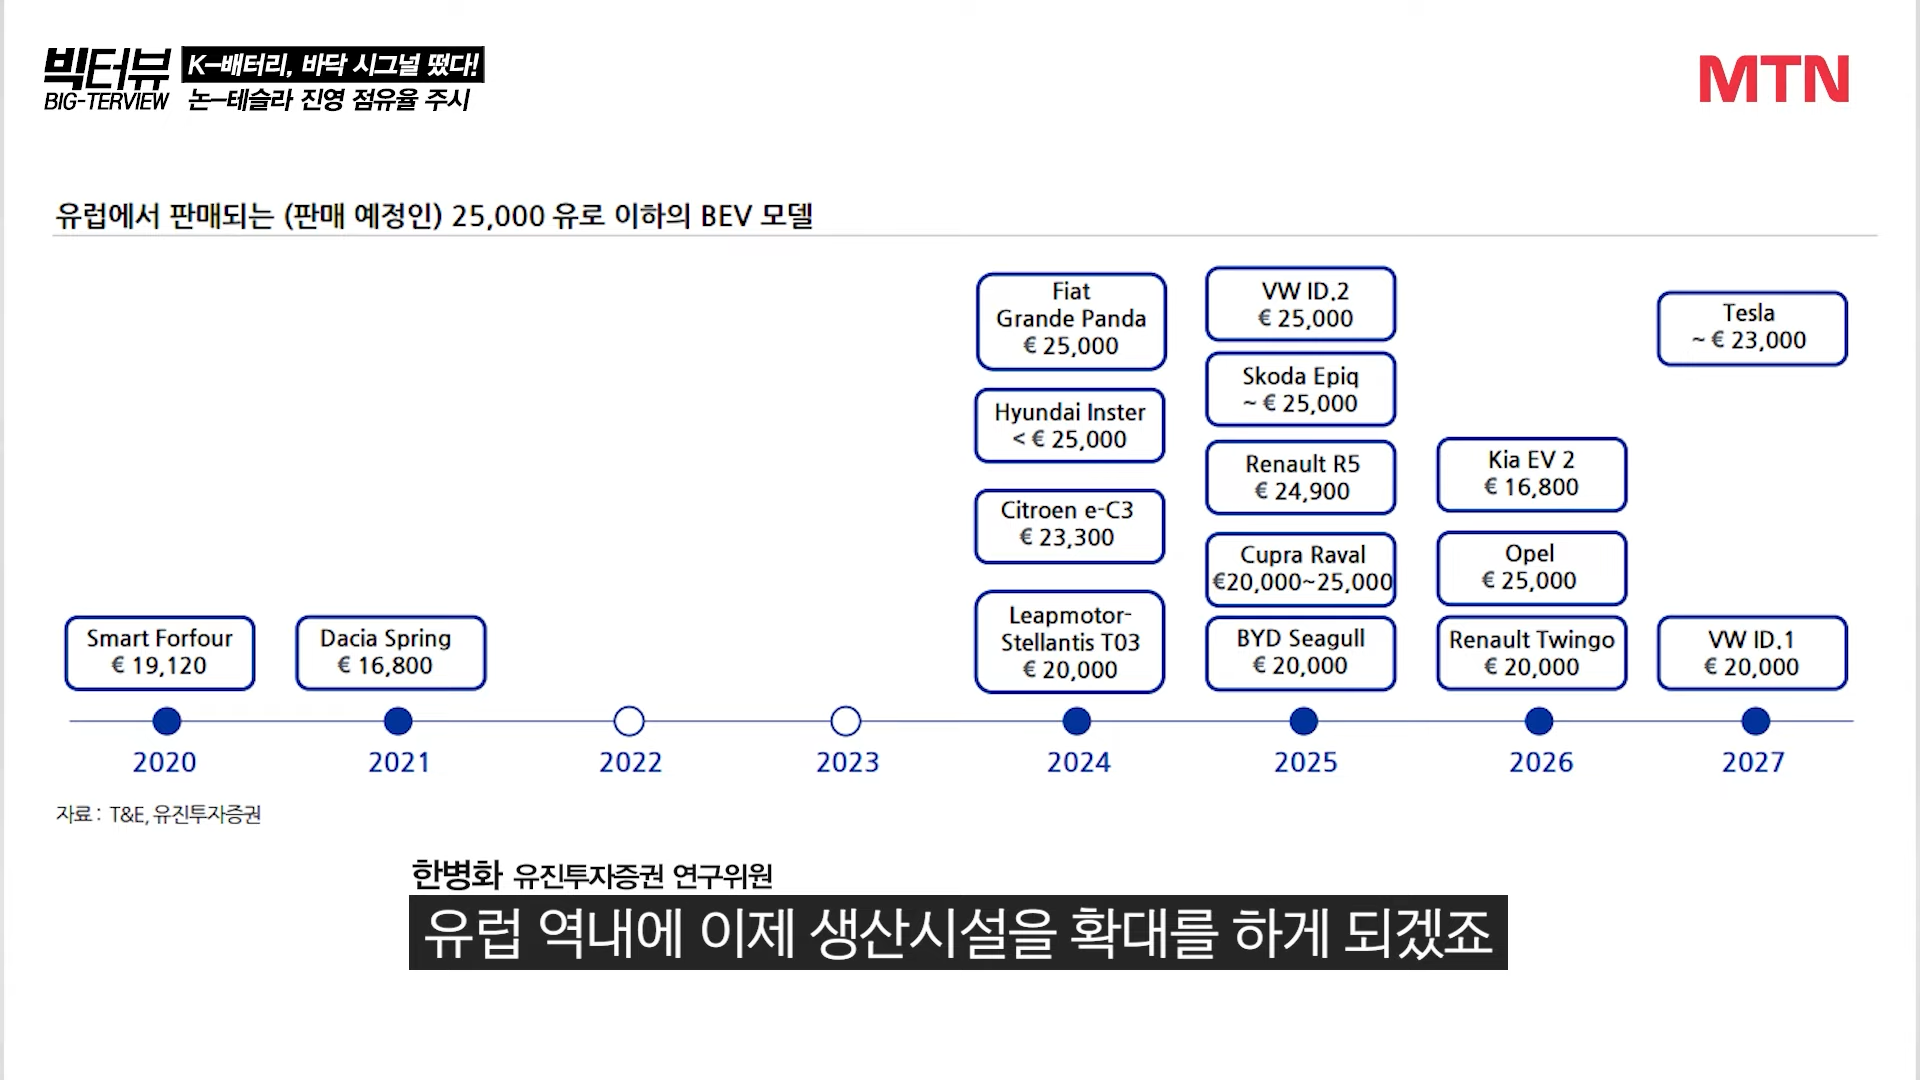 빅터뷰
BIG-TERVIEW
K-배터리, 바닥 시그널 떴다!
논-테슬라 진영 점유율 주시
MTN
유럽에서 판매되는 (판매 예정인) 25,000 유로 이하의 BEV 모델
Smart Forfour
€ 19,120
Dacia Spring
€ 16,800
Fiat
Grande Panda
€ 25,000
Hyundai Inster
< € 25,000
Citroen e-C3
€ 23,300
Leapmotor-
Stellantis T03
€ 20,000
VW ID.2
€ 25,000
Skoda Epiq
~ € 25,000
Renault R5
€ 24,900
Cupra Raval
€20,000~25,000
BYD Seagull
€ 20,000
Kia EV 2
€ 16,800
Opel
€ 25,000
Renault Twingo
€ 20,000
Tesla
~ € 23,000
VW ID.1
€ 20,000
2020
2021
2022
2023
2024
2025
2026
2027
자료 : T&E, 유진투자증권
한병화 유진투자증권 연구위원
유럽 역내에 이제 생산시설을 확대를 하게 되겠죠